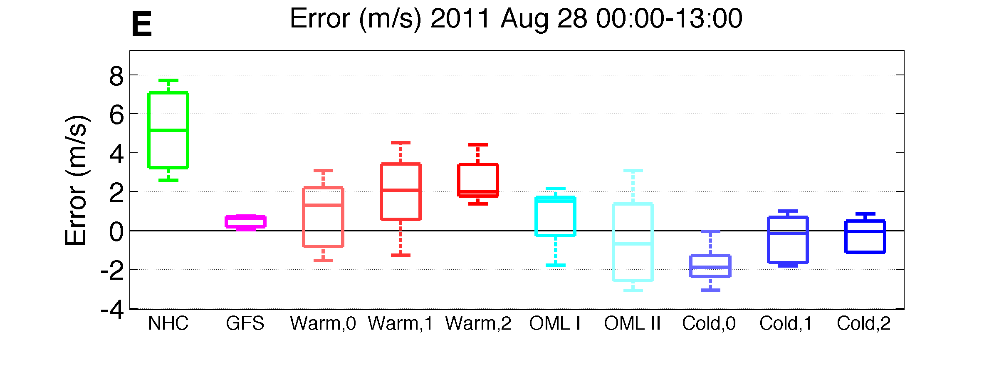 E
Error (m/s) 2011 Aug 28 00:00-13:00
Error (m/s)
8
6
4
2
0
-2
-4
NHC GFS Warm,0 Warm,1 Warm,2 OML I OML II Cold,0 Cold,1 Cold,2